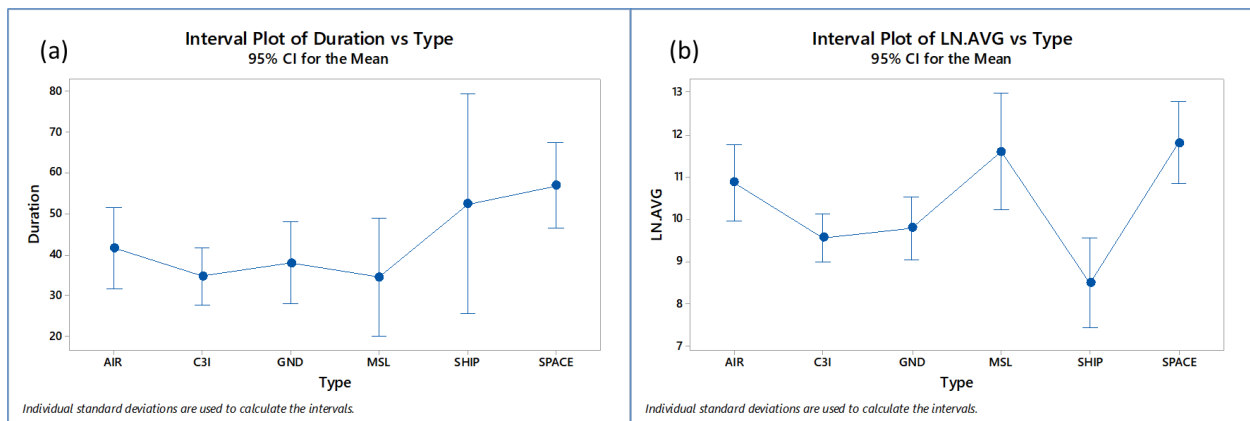 (a)
Interval Plot of Duration vs Type
95% CI for the Mean
80
70
60
50
40
30
20
Duration
AIR C3I GND MSL SHIP SPACE
Type
Individual standard deviations are used to calculate the intervals.
(b)
Interval Plot of LN.AVG vs Type
95% CI for the Mean
13
12
11
10
9
8
7
LN.AVG
AIR C3I GND MSL SHIP SPACE
Type
Individual standard deviations are used to calculate the intervals.